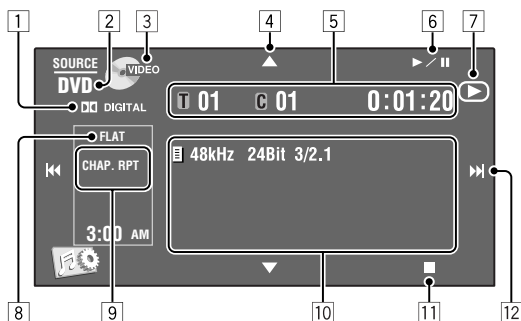 1 2 3 4 5 6 7
SOURCE
DVD
VIDEO
DIGITAL
T 01 C 01 0:01:20
FLAT
CHAP. RPT
48kHz 24Bit 3/2.1
3:00 AM
8 9 10 11 12